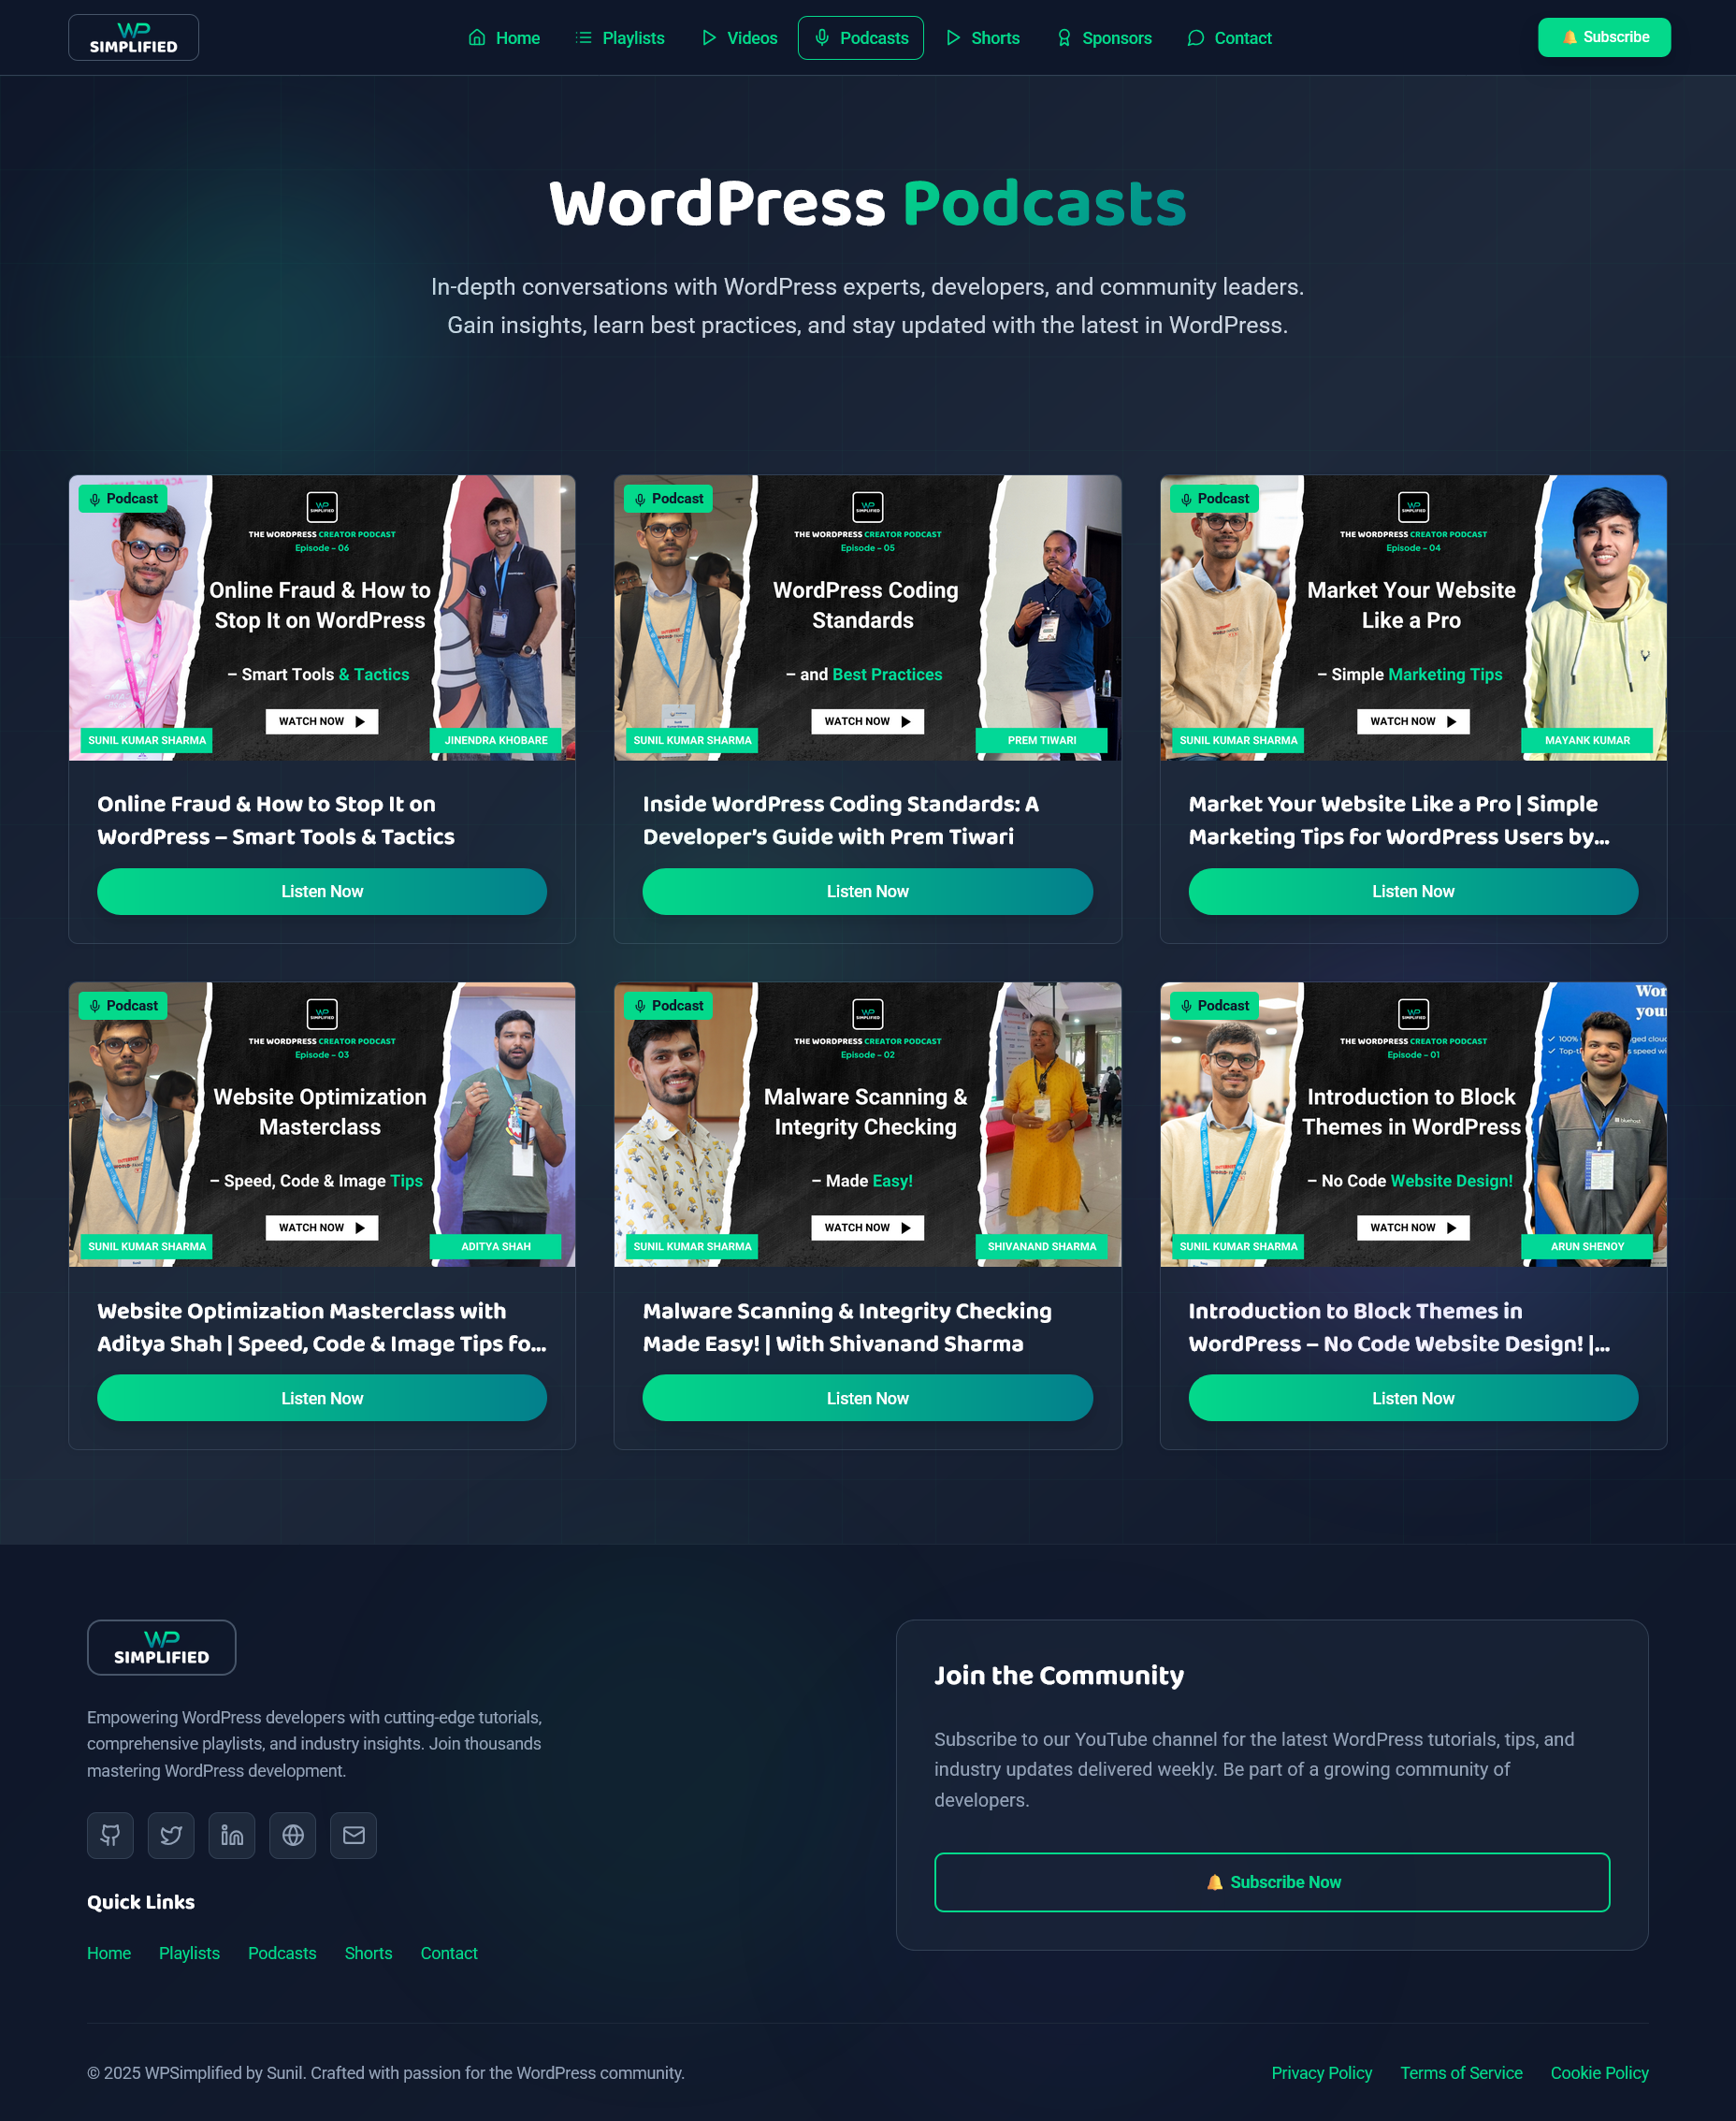 WP
SIMPLIFIED
Home
Playlists
Videos
Podcasts
Shorts
Sponsors
Contact
🔔 Subscribe
WordPress Podcasts
In-depth conversations with WordPress experts, developers, and community leaders.
Gain insights, learn best practices, and stay updated with the latest in WordPress.
Podcast
WP
SIMPLIFIED
THE WORDPRESS CREATOR PODCAST
Episode – 06
Online Fraud & How to
Stop It on WordPress
– Smart Tools & Tactics
WATCH NOW
SUNIL KUMAR SHARMA
JINENDRA KHOBARE
Online Fraud & How to Stop It on
WordPress – Smart Tools & Tactics
Listen Now
Podcast
WP
SIMPLIFIED
THE WORDPRESS CREATOR PODCAST
Episode – 05
WordPress Coding
Standards
– and Best Practices
WATCH NOW
SUNIL KUMAR SHARMA
PREM TIWARI
Inside WordPress Coding Standards: A
Developer’s Guide with Prem Tiwari
Listen Now
Podcast
WP
SIMPLIFIED
THE WORDPRESS CREATOR PODCAST
Episode – 04
Market Your Website
Like a Pro
– Simple Marketing Tips
WATCH NOW
SUNIL KUMAR SHARMA
MAYANK KUMAR
Market Your Website Like a Pro | Simple
Marketing Tips for WordPress Users by...
Listen Now
Podcast
WP
SIMPLIFIED
THE WORDPRESS CREATOR PODCAST
Episode – 03
Website Optimization
Masterclass
– Speed, Code & Image Tips
WATCH NOW
SUNIL KUMAR SHARMA
ADITYA SHAH
Website Optimization Masterclass with
Aditya Shah | Speed, Code & Image Tips fo...
Listen Now
Podcast
WP
SIMPLIFIED
THE WORDPRESS CREATOR PODCAST
Episode – 02
Malware Scanning &
Integrity Checking
– Made Easy!
WATCH NOW
SUNIL KUMAR SHARMA
SHIVANAND SHARMA
Malware Scanning & Integrity Checking
Made Easy! | With Shivanand Sharma
Listen Now
Podcast
WP
SIMPLIFIED
THE WORDPRESS CREATOR PODCAST
Episode – 01
Introduction to Block
Themes in WordPress
– No Code Website Design!
WATCH NOW
SUNIL KUMAR SHARMA
ARUN SHENOY
bluehost
Introduction to Block Themes in
WordPress – No Code Website Design! |...
Listen Now
WP
SIMPLIFIED
Empowering WordPress developers with cutting-edge tutorials,
comprehensive playlists, and industry insights. Join thousands
mastering WordPress development.
Quick Links
Home
Playlists
Podcasts
Shorts
Contact
Join the Community
Subscribe to our YouTube channel for the latest WordPress tutorials, tips, and
industry updates delivered weekly. Be part of a growing community of
developers.
🔔 Subscribe Now
© 2025 WPSimplified by Sunil. Crafted with passion for the WordPress community.
Privacy Policy
Terms of Service
Cookie Policy